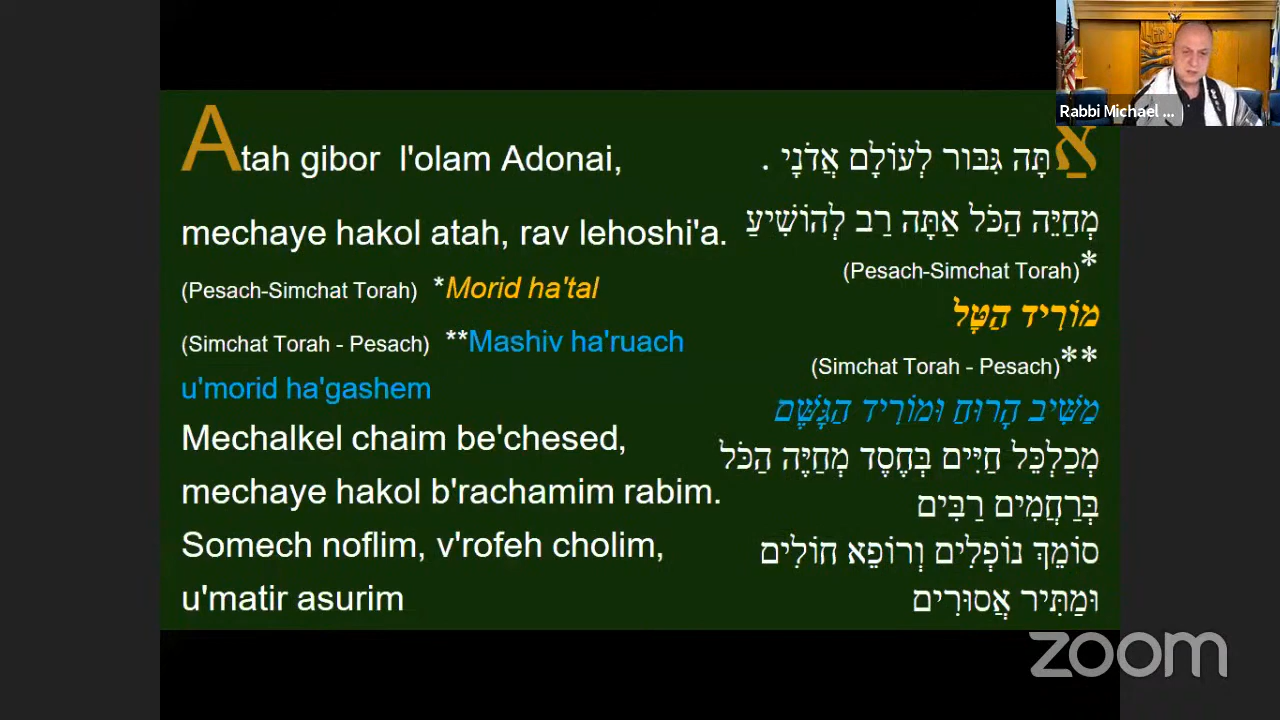 Rabbi Michael ...
Atah gibor l'olam Adonai,
mechaye hakol atah, rav lehoshi'a.
(Pesach-Simchat Torah) *Morid ha'tal
(Simchat Torah - Pesach) **Mashiv ha'ruach
u'morid ha'gashem
Mechalkel chaim be'chesed,
mechaye hakol b'rachamim rabim.
Somech noflim, v'rofeh cholim,
u'matir asurim
אַתָּה גִּבּוֹר לְעוֹלָם אֲדֹנָי .
מְחַיֵּה הַכֹּל אַתָּה רַב לְהוֹשִׁיעַ
*(Pesach-Simchat Torah)
מוֹרִיד הַטָּל
**(Simchat Torah - Pesach)
מַשִּׁיב הָרוּחַ וּמוֹרִיד הַגָּשֶׁם
מְכַלְכֵּל חַיִּים בְּחֶסֶד מְחַיֶּה הַכֹּל
בְּרַחֲמִים רַבִּים
סוֹמֵךְ נוֹפְלִים וְרוֹפֵא חוֹלִים
וּמַתִּיר אֲסוּרִים
zoom